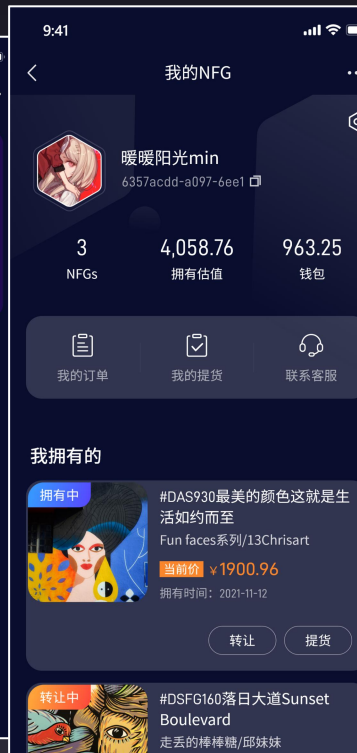 9:41
我的NFG
暖暖阳光min
6357acdd-a097-6ee1
3
4,058.76
963.25
NFGs
拥有估值
钱包
我的订单
我的提货
联系客服
我拥有的
拥有中
#DAS930最美的颜色这就是生
活如约而至
Fun faces系列/13Chrisart
当前价 ¥1900.96
拥有时间：2021-11-12
转让
提货
转让中
#DSFG160落日大道Sunset
Boulevard
走丢的棒棒糖/邱妹妹